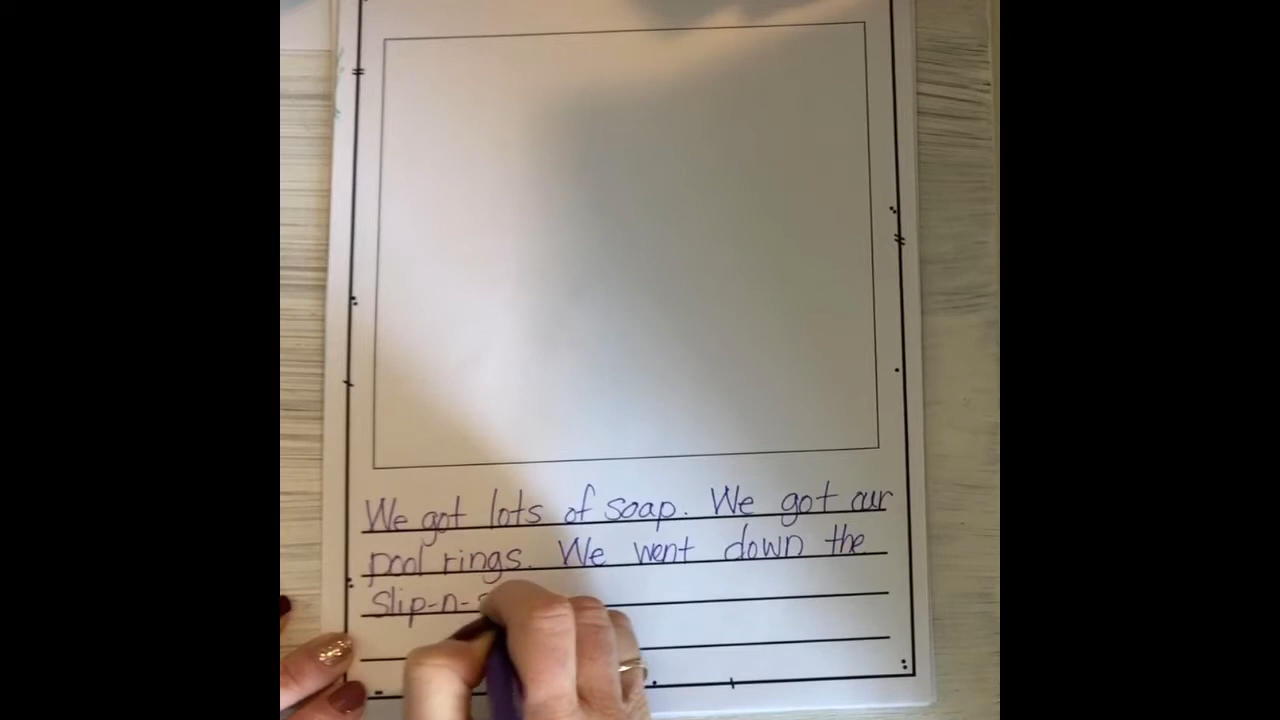 We got lots of soap. We got our
pool rings. We went down the
slip-n-s